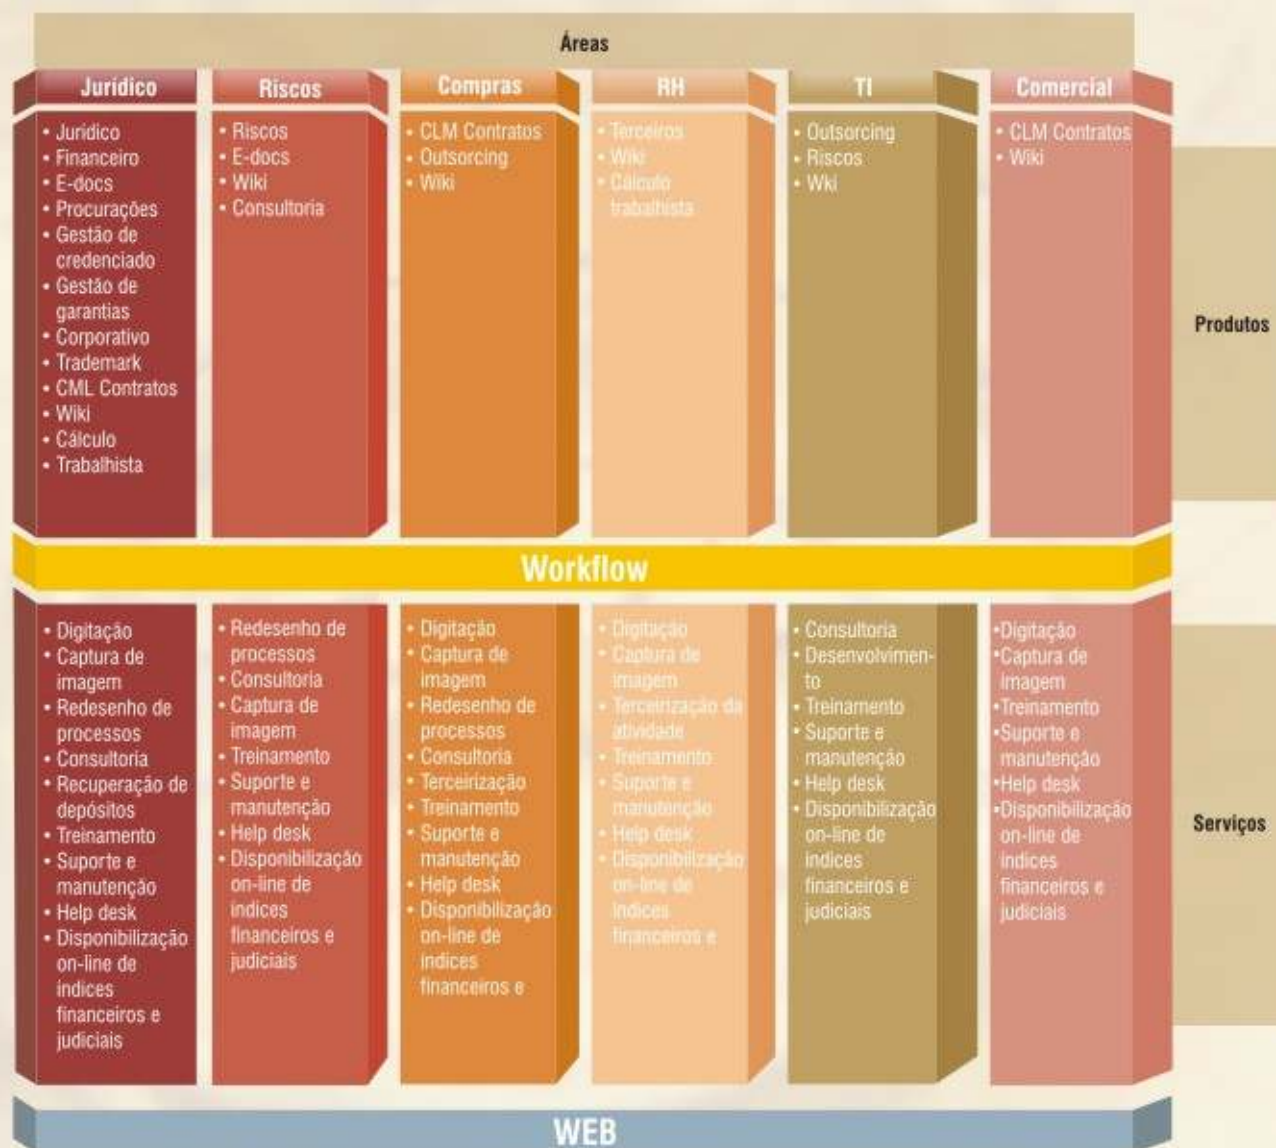 Áreas
Jurídico
Riscos
Compras
RH
TI
Comercial
• Jurídico
• Financeiro
• E-docs
• Procurações
• Gestão de
credenciado
• Gestão de
garantias
• Corporativo
• Trademark
• CML Contratos
• Wiki
• Cálculo
• Trabalhista
• Riscos
• E-docs
• Wiki
• Consultoria
• CLM Contratos
• Outsorcing
• Wiki
• Terceiros
• Wiki
• Cálculo
trabalhista
• Outsorcing
• Riscos
• Wki
• CLM Contratos
• Wiki
Produtos
Workflow
• Digitação
• Captura de
imagem
• Redesenho de
processos
• Consultoria
• Recuperação de
depósitos
• Treinamento
• Suporte e
manutenção
• Help desk
• Disponibilização
on-line de
indices
financeiros e
judiciais
• Redesenho de
processos
• Consultoria
• Captura de
imagem
• Treinamento
• Suporte e
manutenção
• Help desk
• Disponibilização
on-line de
indices
financeiros e
judiciais
• Digitação
• Captura de
imagem
• Redesenho de
processos
• Consultoria
• Terceirização
• Treinamento
• Suporte e
manutenção
• Help desk
• Disponibilização
on-line de
indices
financeiros e
• Digitação
• Captura de
imagem
• Terceirização da
atividade
• Treinamento
• Suporte e
manutenção
• Help desk
• Disponibilização
on-line de
indices
financeiros e
• Consultoria
• Desenvolvimen-
to
• Treinamento
• Suporte e
manutenção
• Help desk
• Disponibilização
on-line de
indices
financeiros e
judiciais
•Digitação
•Captura de
imagem
•Treinamento
•Suporte e
manutenção
•Help desk
•Disponibilização
on-line de
indices
financeiros e
judiciais
Serviços
WEB